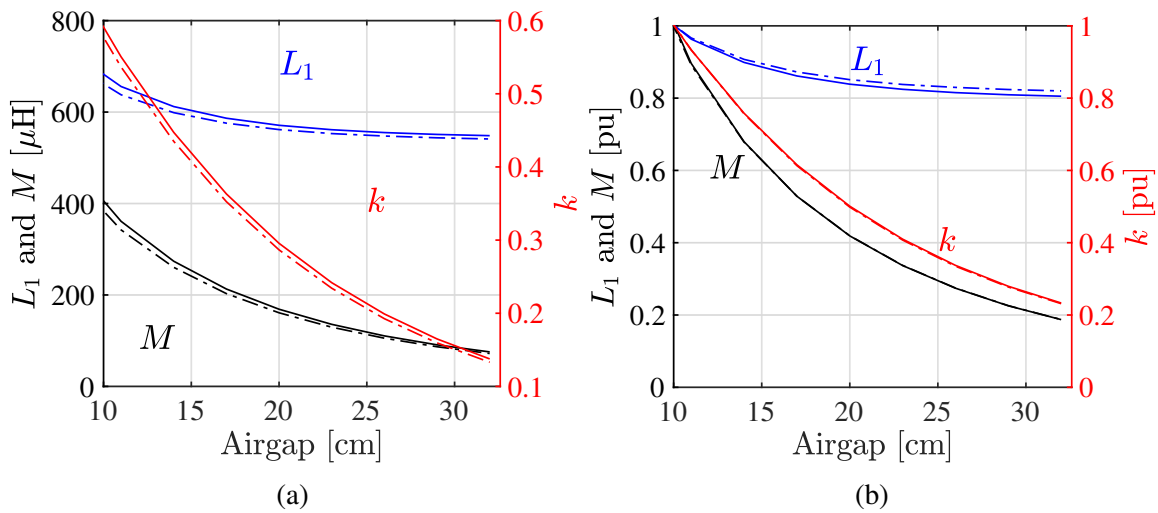 800
600
400
200
0
L₁ and M [μH]
0.6
0.5
0.4
0.3
0.2
0.1
k
L₁
k
M
10 15 20 25 30
Airgap [cm]
(a)
1
0.8
0.6
0.4
0.2
0
L₁ and M [pu]
1
0.8
0.6
0.4
0.2
0
k [pu]
L₁
M
k
10 15 20 25 30
Airgap [cm]
(b)